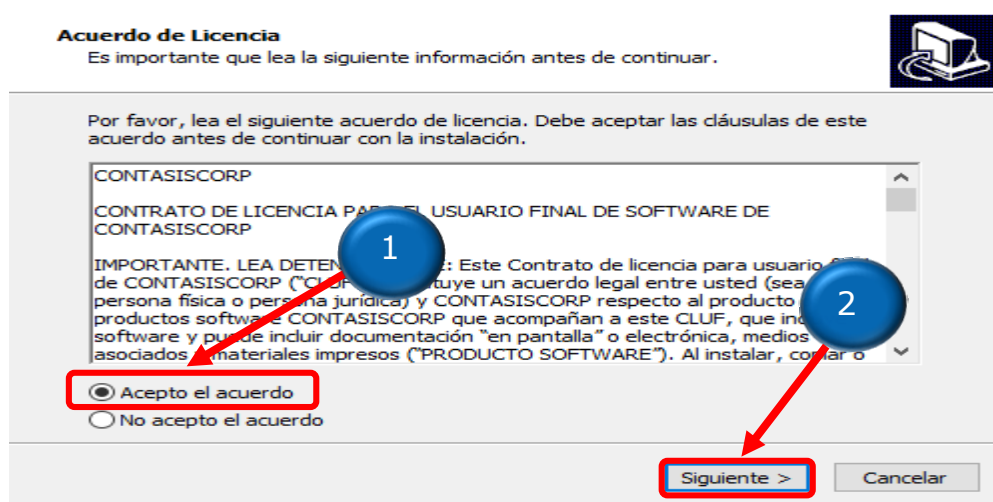 Acuerdo de Licencia
Es importante que lea la siguiente información antes de continuar.
Por favor, lea el siguiente acuerdo de licencia. Debe aceptar las cláusulas de este
acuerdo antes de continuar con la instalación.
CONTASISCORP
CONTRATO DE LICENCIA PARA EL USUARIO FINAL DE SOFTWARE DE
CONTASISCORP
1
IMPORTANTE. LEA : Este Contrato de licencia para usuario
de CONTASISCORP ("CLUF un acuerdo legal entre usted (sea
persona física o persona jurídica) y CONTASISCORP respecto al producto
2
productos software CONTASISCORP que acompañan a este CLUF, que
software y puede incluir documentación "en pantalla" o electrónica, medios
asociados materiales impresos ("PRODUCTO SOFTWARE"). Al instalar, copiar o
Acepto el acuerdo
No acepto el acuerdo
Siguiente >
Cancelar